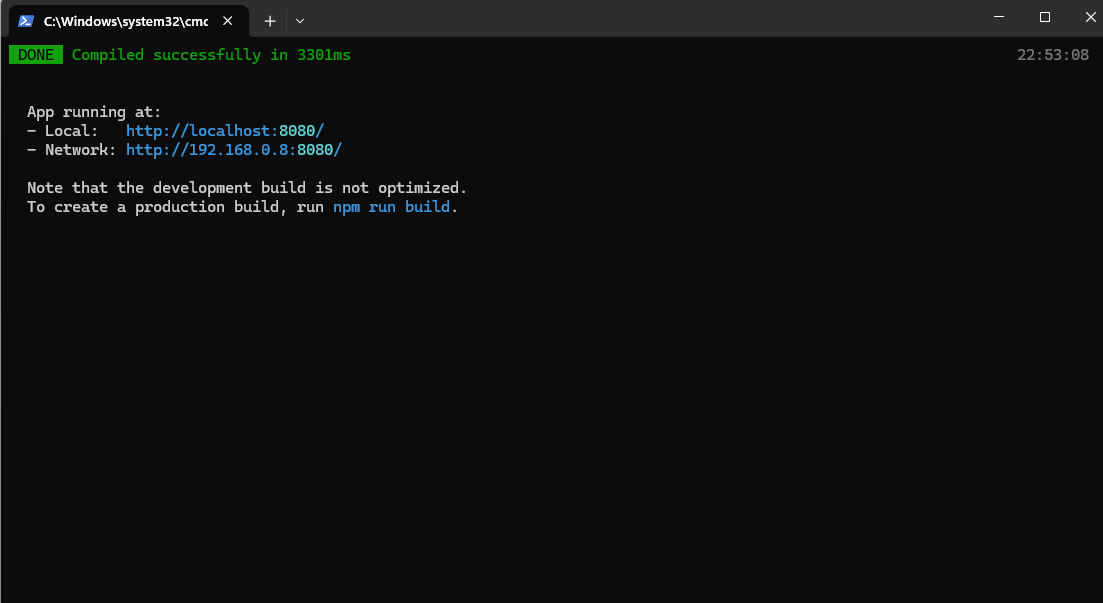 C:\Windows\system32\cmc
DONE Compiled successfully in 3301ms 22:53:08
App running at:
- Local: http://localhost:8080/
- Network: http://192.168.0.8:8080/
Note that the development build is not optimized.
To create a production build, run npm run build.